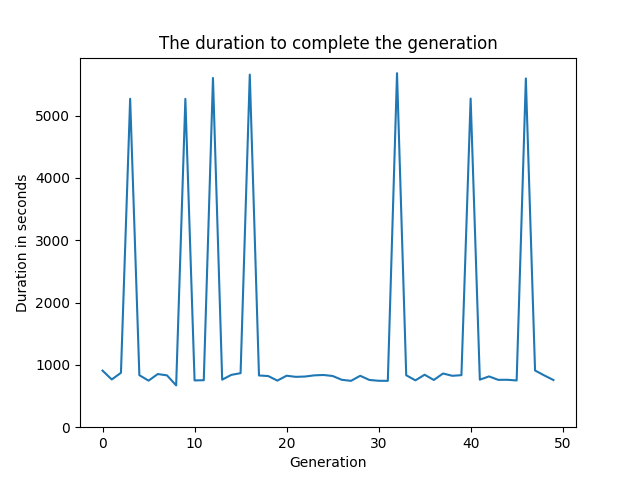 The duration to complete the generation
Duration in seconds
5000
4000
3000
2000
1000
0
0 10 20 30 40 50
Generation